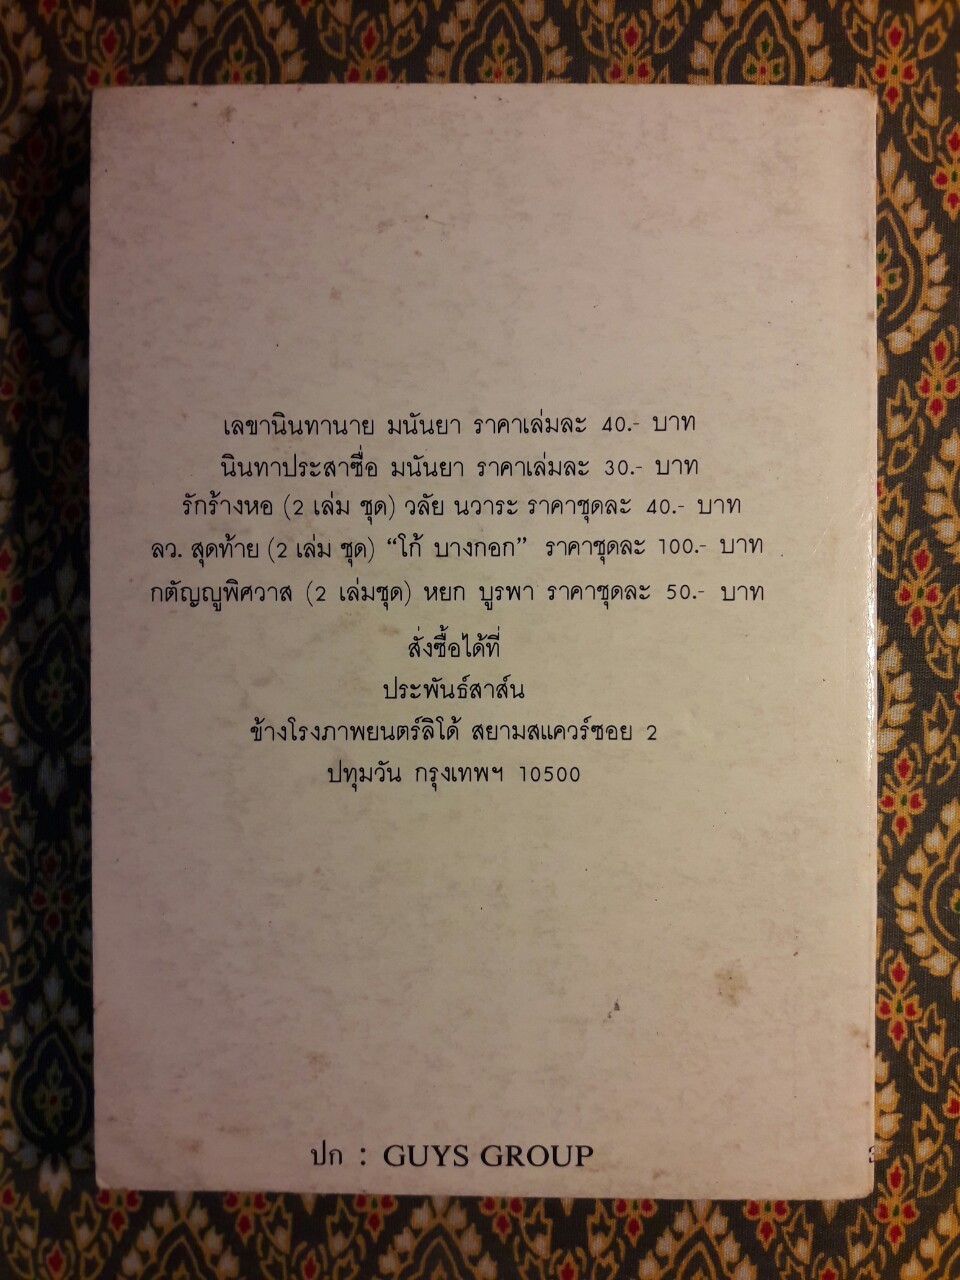 เลขานินทานาย มนันยา ราคาเล่มละ 40.- บาท
นินทาประสาซื่อ มนันยา ราคาเล่มละ 30.- บาท
รักร้างหอ (2 เล่ม ชุด) วลัย นวาระ ราคาชุดละ 40.- บาท
ลว. สุดท้าย (2 เล่ม ชุด) “โก้ บางกอก” ราคาชุดละ 100.- บาท
กตัญญูพิศวาส (2 เล่มชุด) หยก บูรพา ราคาชุดละ 50.- บาท
สั่งซื้อได้ที่
ประพันธ์สาส์น
ข้างโรงภาพยนตร์ลิโด้ สยามสแควร์ซอย 2
ปทุมวัน กรุงเทพฯ 10500
ปก : GUYS GROUP